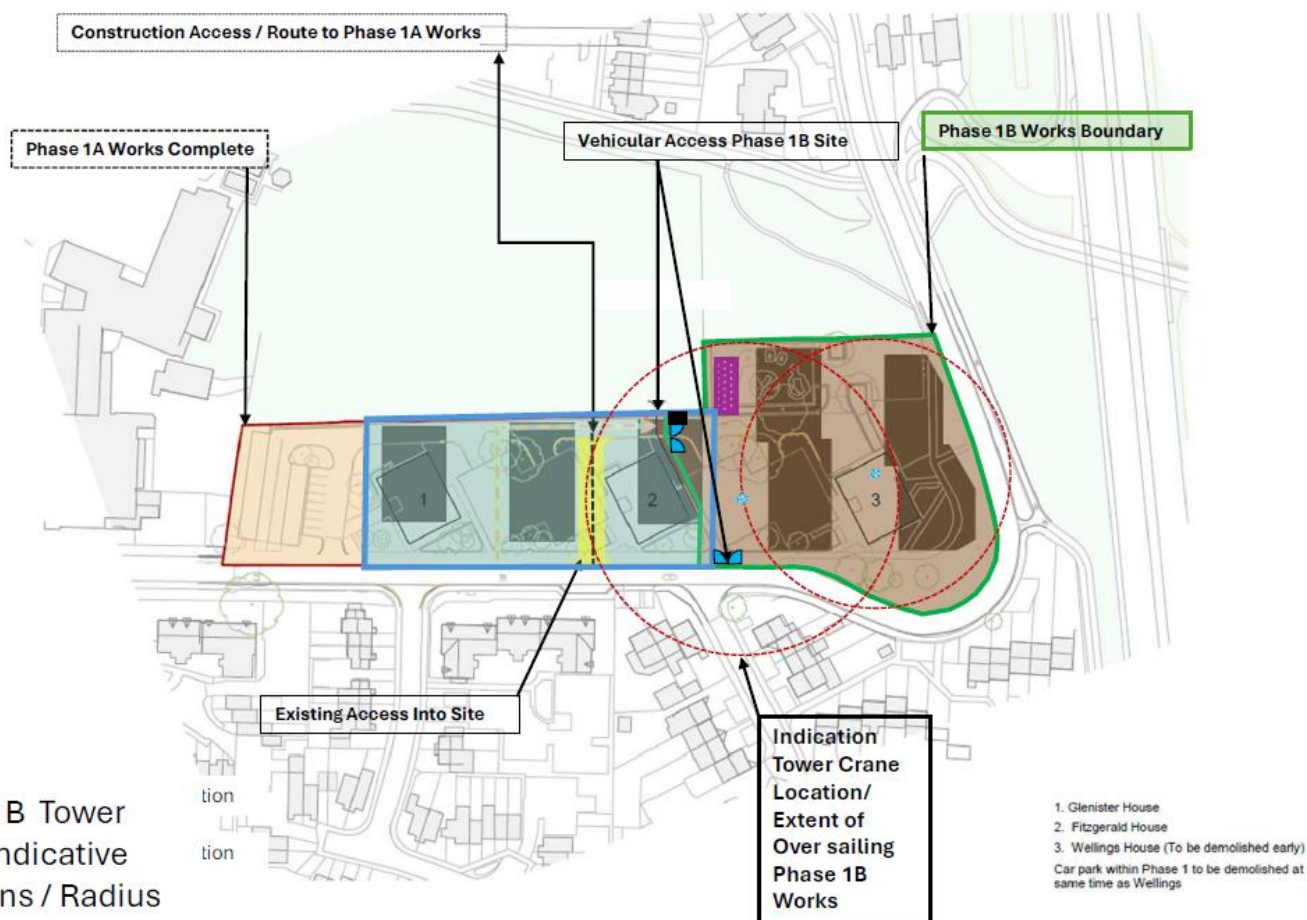 Construction Access / Route to Phase 1A Works
Phase 1A Works Complete
Vehicular Access Phase 1B Site
Phase 1B Works Boundary
1
2
3
Existing Access Into Site
Indication
Tower Crane
Location/
Extent of
Over sailing
Phase 1B
Works
B Tower
ndicative
ns / Radius
tion
tion
1. Glenister House
2. Fitzgerald House
3. Wellings House (To be demolished early)
Car park within Phase 1 to be demolished at
same time as Wellings